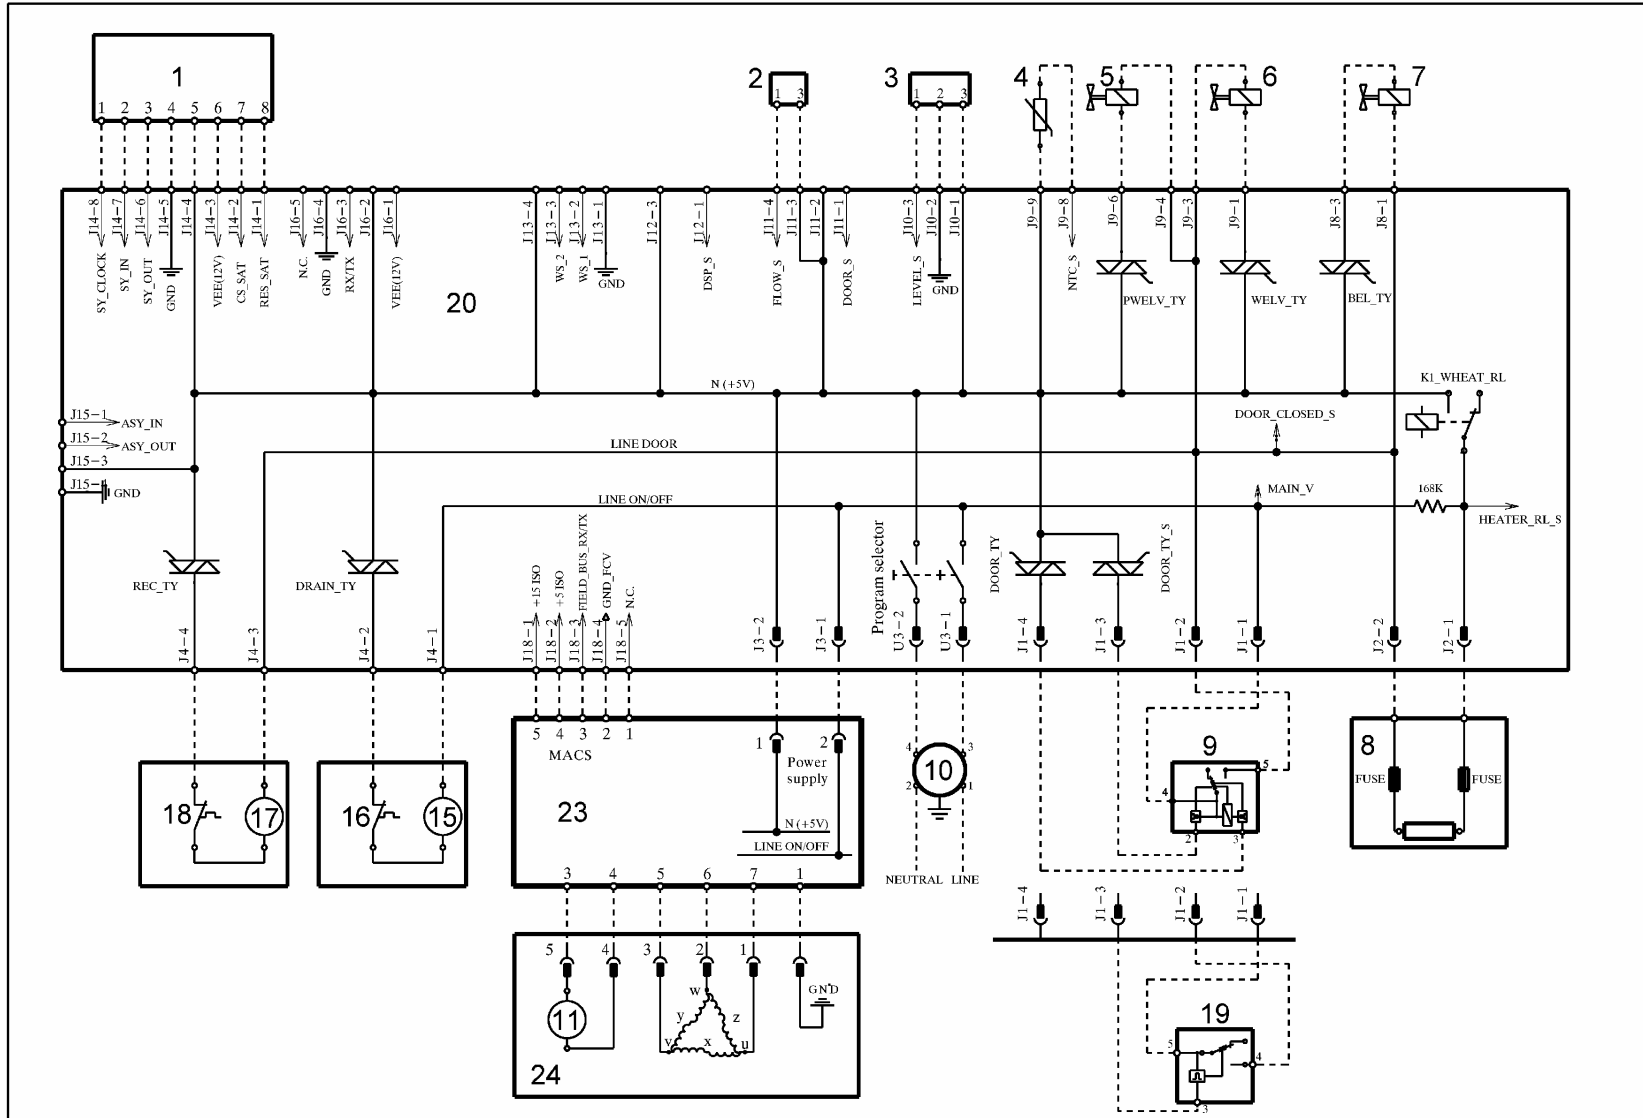 1
1 2 3 4 5 6 7 8
2
1 3
3
1 2 3
4
5
6
7
J14-8
J14-7
J14-6
J14-5
J14-4
J14-3
J14-2
J14-1
J16-5
J16-4
J16-3
J16-2
J16-1
J13-4
J13-3
J13-2
J13-1
J12-3
J12-1
J11-4
J11-3
J11-2
J11-1
J10-3
J10-2
J10-1
J9-9
J9-8
J9-6
J9-4
J9-3
J9-1
J8-3
J8-1
SY_CLOCK
SY_IN
SY_OUT
GND
VEE(12V)
CS_SAT
RES_SAT
N.C.
GND
RX/TX
VEE(12V)
WS_2
WS_1
GND
DSP_S
FLOW_S
DOOR_S
LEVEL_S
GND
NTC_S
PWELV_TY
WELV_TY
BEL_TY
20
N (+5V)
K1_WHEAT_RL
J15-1
ASY_IN
J15-2
ASY_OUT
J15-3
J15-
GND
LINE DOOR
DOOR_CLOSED_S
LINE ON/OFF
MAIN_V
168K
HEATER_RL_S
REC_TY
DRAIN_TY
+15 ISO
+5 ISO
FIELD_BUS_RX/TX
GND_FCV
N.C.
Program selector
DOOR_TY
DOOR_TY_S
J4-4
J4-3
J4-2
J4-1
J18-1
J18-2
J18-3
J18-4
J18-5
J3-2
J3-1
U3-2
U3-1
J1-4
J1-3
J1-2
J1-1
J2-2
J2-1
5 4 3 2 1
MACS
1 2
Power
supply
23
N (+5V)
LINE ON/OFF
3 4 5 6 7 1
18
17
16
15
4 3
10
2 1
NEUTRAL LINE
9
5
4
2 3
8
FUSE FUSE
J1-4
J1-3
J1-2
J1-1
5 4 3 2 1
11
w
y z
v x u
GND
24
19
5
4
3